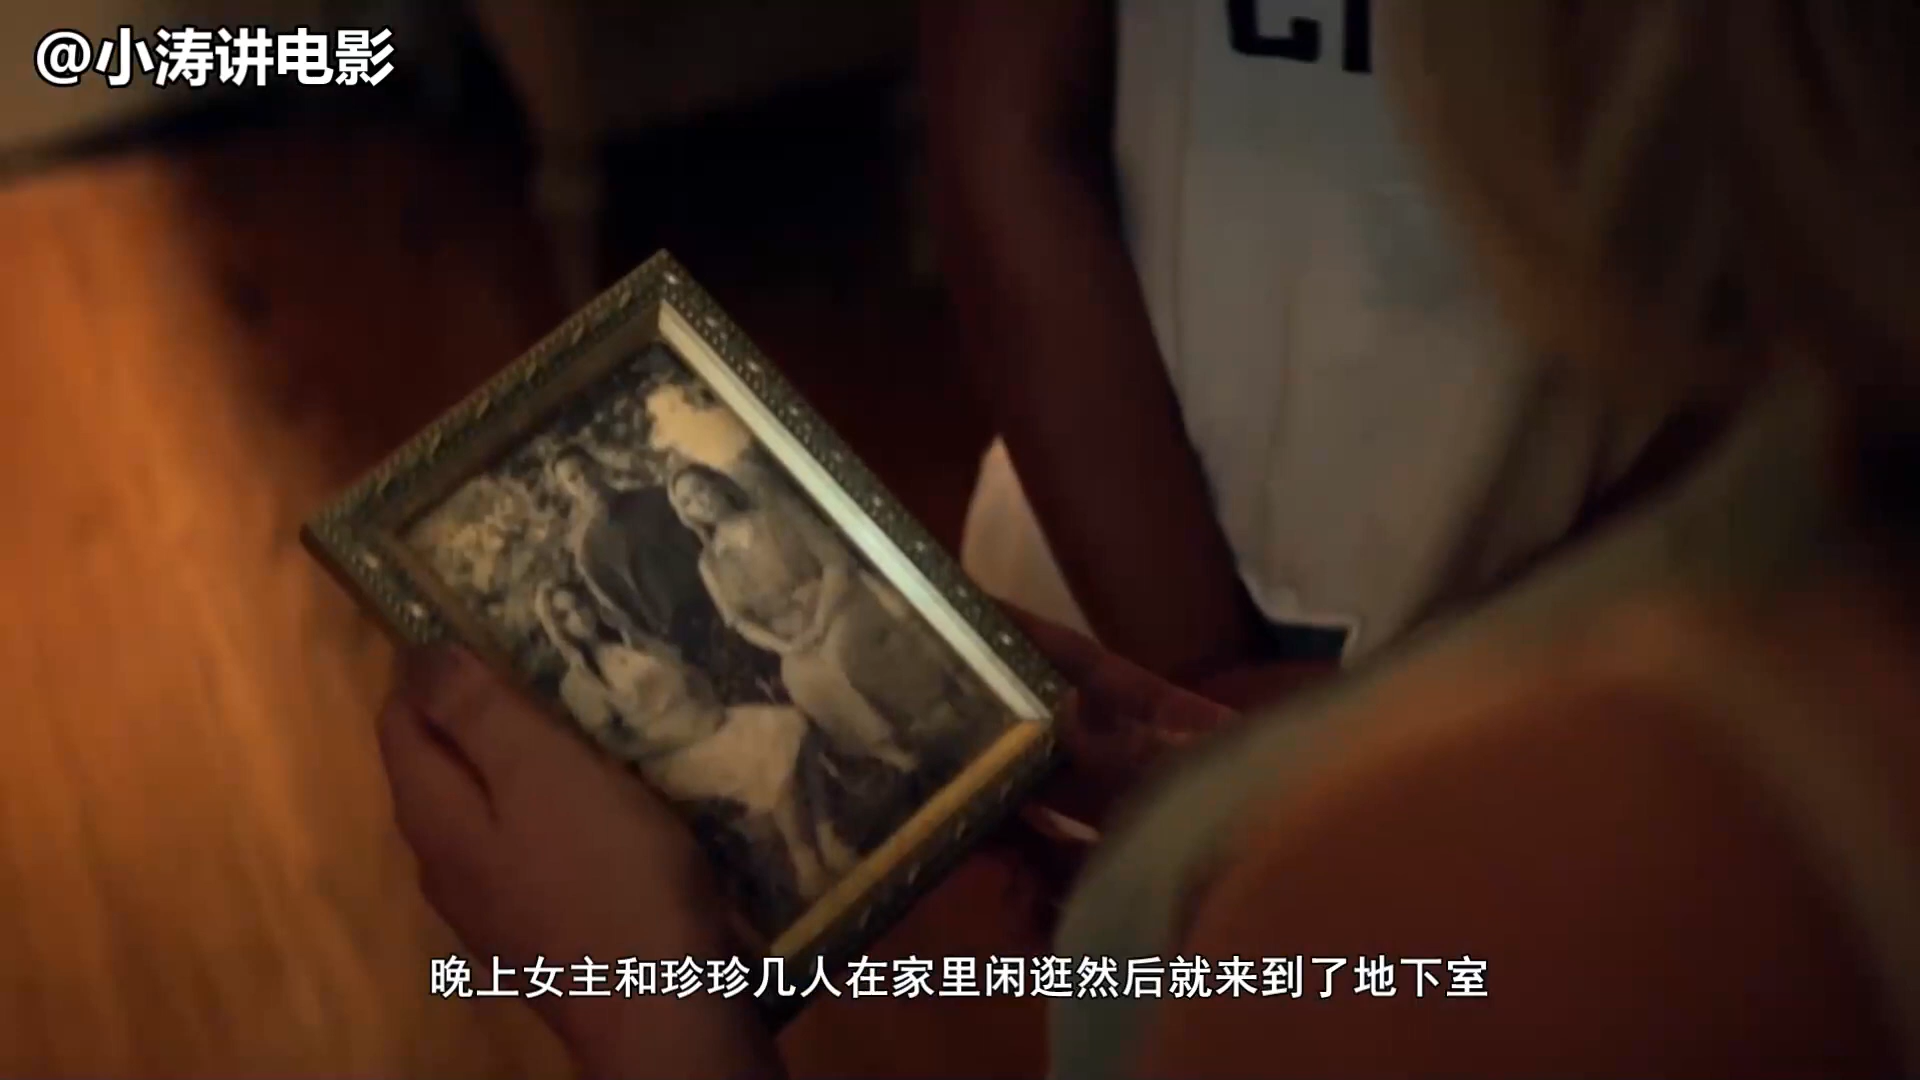 @小涛讲电影
GI
晚上女主和珍珍几人在家里闲逛然后就来到了地下室